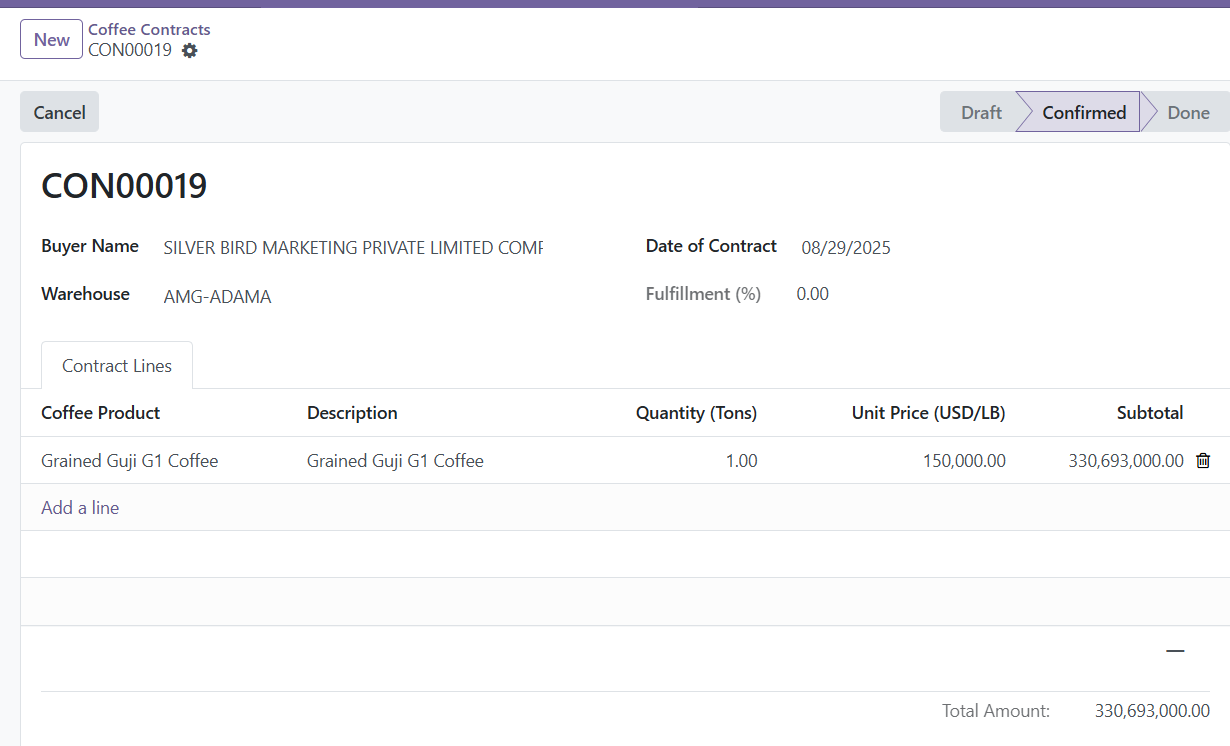 New
Coffee Contracts
CON00019
Cancel
Draft
Confirmed
Done
CON00019
Buyer Name SILVER BIRD MARKETING PRIVATE LIMITED COMP
Date of Contract 08/29/2025
Warehouse AMG-ADAMA
Fulfillment (%) 0.00
Contract Lines
Coffee Product Description Quantity (Tons) Unit Price (USD/LB) Subtotal
Grained Guji G1 Coffee Grained Guji G1 Coffee 1.00 150,000.00 330,693,000.00
Add a line
—
Total Amount: 330,693,000.00